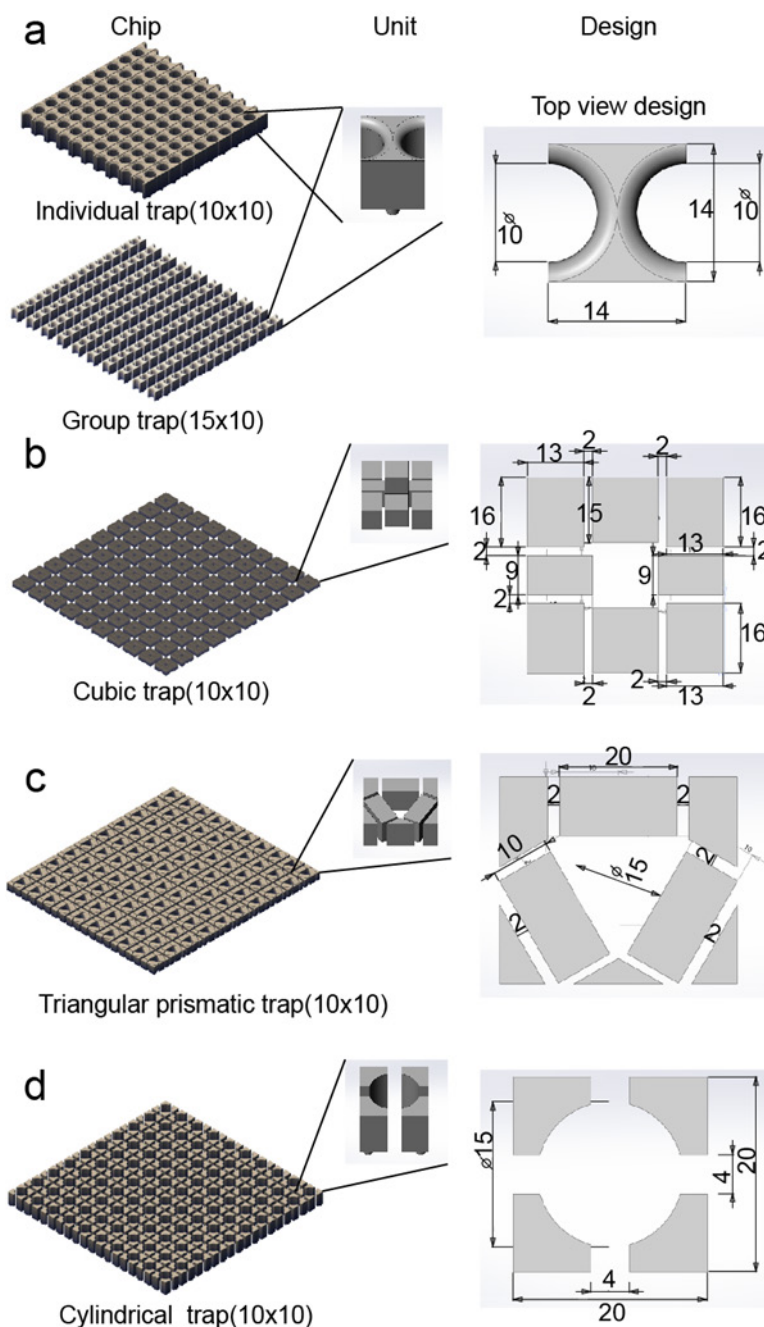 a
Chip
Unit
Design
Top view design
Individual trap(10x10)
⌀10
14
⌀10
14
Group trap(15x10)
b
2
2
13
16
15
16
2
13
2
9
9
2
16
2
2
13
Cubic trap(10x10)
c
20
10
2
2
10
2
10
⌀15
2
2
Triangular prismatic trap(10x10)
d
⌀15
4
20
4
20
Cylindrical trap(10x10)